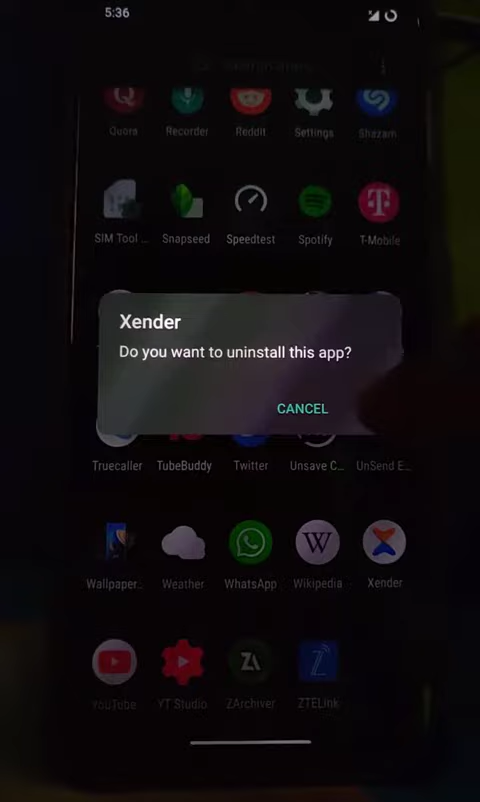 5:36
Quora Recorder Reddit Settings Shazam
SIM Tool ... Snapseed Speedtest Spotify T-Mobile
Xender
Do you want to uninstall this app?
CANCEL
Truecaller TubeBuddy Twitter Unsave C... UnSend E...
Wallpaper.. Weather WhatsApp Wikipedia Xender
YouTube YT Studio ZArchiver ZTELink